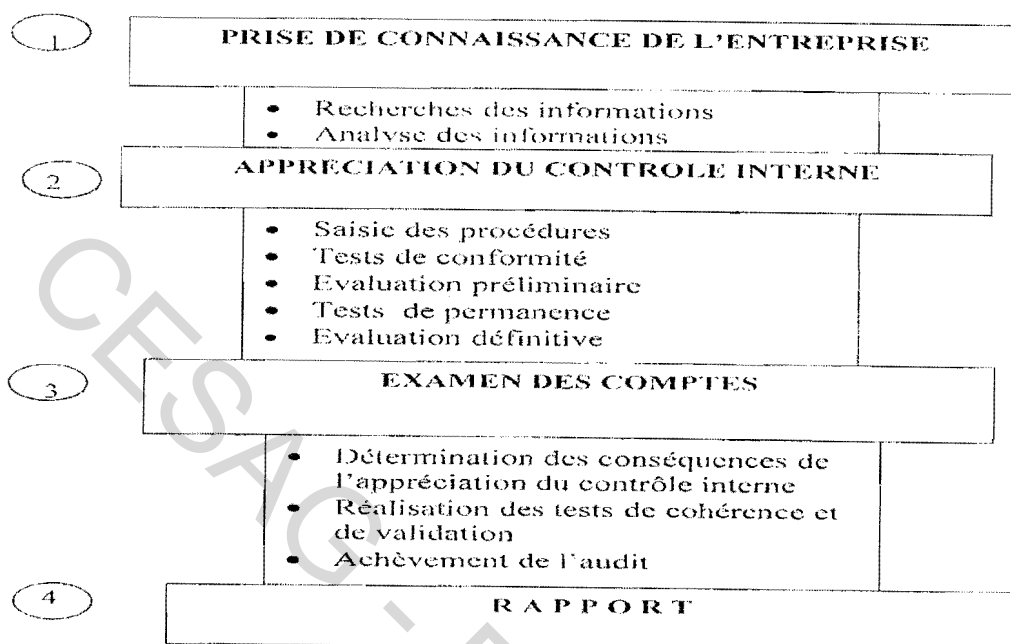 1
PRISE DE CONNAISSANCE DE L'ENTREPRISE
• Recherches des informations
• Analyse des informations
2
APPRECIATION DU CONTROLE INTERNE
• Saisie des procédures
• Tests de conformité
• Evaluation préliminaire
• Tests de permanence
• Evaluation définitive
3
EXAMEN DES COMPTES
• Détermination des conséquences de
l'appréciation du contrôle interne
• Réalisation des tests de cohérence et
de validation
• Achèvement de l'audit
4
RAPPORT
CESAG -